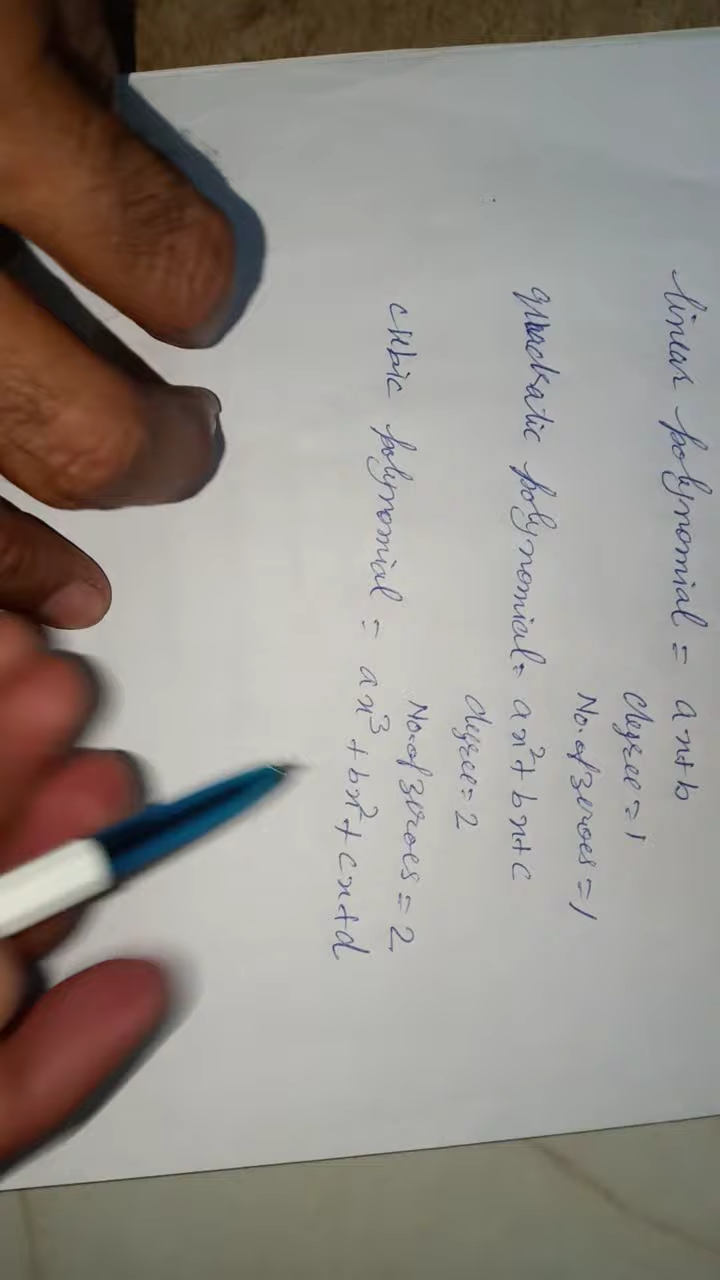 linear polynomial = ax+b
degree = 1
No. of zeroes = 1
quadratic polynomial = ax² + bx + c
degree = 2
No. of zeroes = 2
cubic polynomial = ax³ + bx² + cx + d